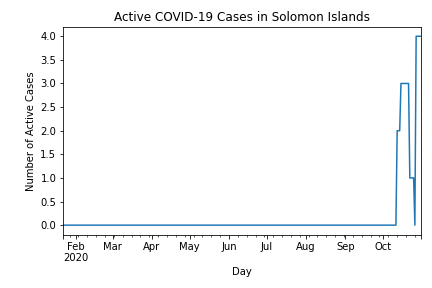 Active COVID-19 Cases in Solomon Islands
Number of Active Cases
4.0
3.5
3.0
2.5
2.0
1.5
1.0
0.5
0.0
Feb Mar Apr May Jun Jul Aug Sep Oct
2020
Day